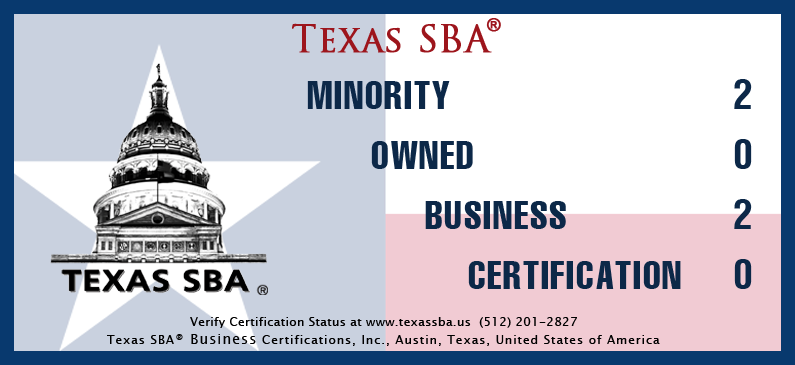 TEXAS SBA®
MINORITY 2
OWNED 0
BUSINESS 2
CERTIFICATION 0
TEXAS SBA ®
Verify Certification Status at www.texassba.us (512) 201-2827
Texas SBA® Business Certifications, Inc., Austin, Texas, United States of America